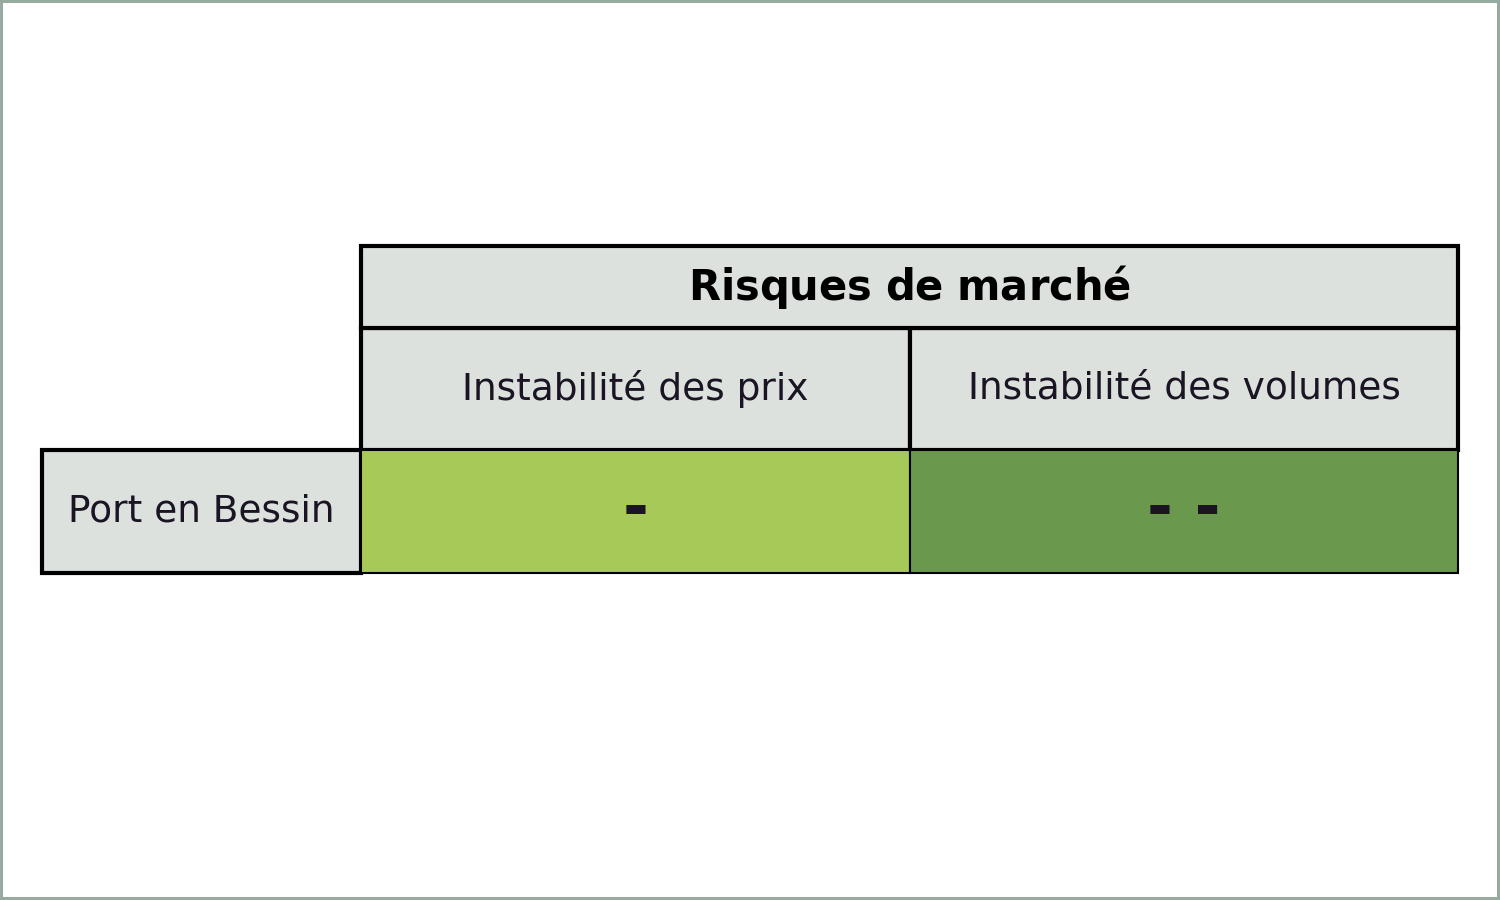 Risques de marché
Instabilité des prix
Instabilité des volumes
Port en Bessin
-
- -